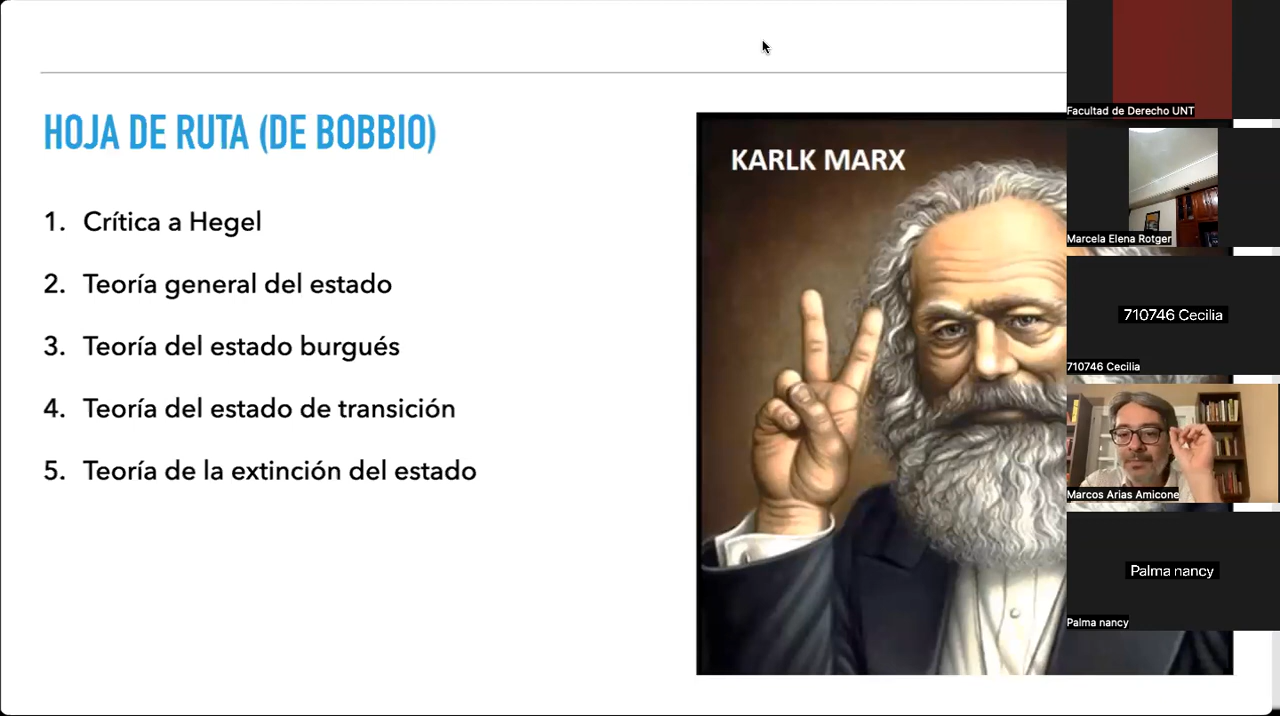 HOJA DE RUTA (DE BOBBIO)
1. Crítica a Hegel
2. Teoría general del estado
3. Teoría del estado burgués
4. Teoría del estado de transición
5. Teoría de la extinción del estado
KARLK MARX
Facultad de Derecho UNT
Marcela Elena Rotger
710746 Cecilia
710746 Cecilia
Marcos Arias Amicone
Palma nancy
Palma nancy